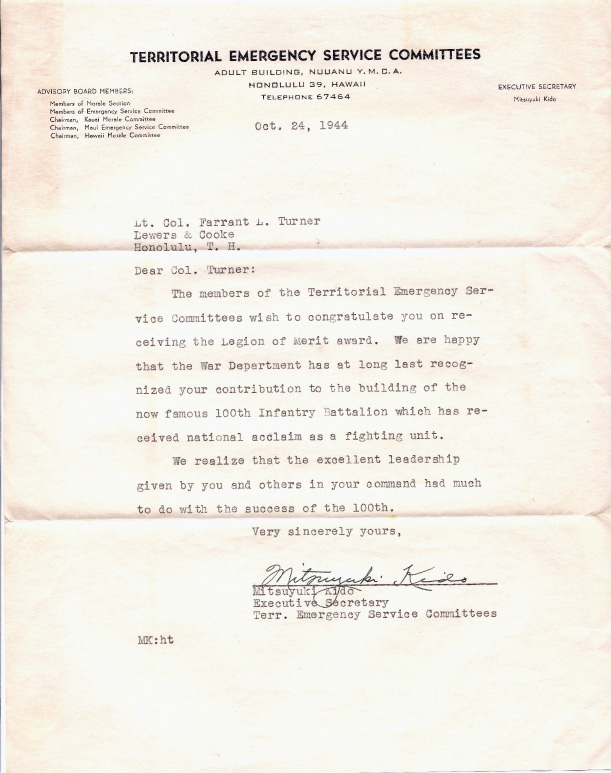 TERRITORIAL EMERGENCY SERVICE COMMITTEES
ADULT BUILDING, NUUANU Y. M. C. A.
HONOLULU 39, HAWAII
TELEPHONE 67464
ADVISORY BOARD MEMBERS:
Members of Morale Section
Members of Emergency Service Committee
Chairman, Kauai Morale Committee
Chairman, Maui Emergency Service Committee
Chairman, Hawaii Morale Committee
EXECUTIVE SECRETARY
Mitsuyuki Kido
Oct. 24, 1944
Lt. Col. Farrant L. Turner
Lewers & Cooke
Honolulu, T. H.
Dear Col. Turner:
The members of the Territorial Emergency Ser-
vice Committees wish to congratulate you on re-
ceiving the Legion of Merit award. We are happy
that the War Department has at long last recog-
nized your contribution to the building of the
now famous 100th Infantry Battalion which has re-
ceived national acclaim as a fighting unit.
We realize that the excellent leadership
given by you and others in your command had much
to do with the success of the 100th.
Very sincerely yours,
Mitsuyuki Kido
Mitsuyuki Kido
Executive Secretary
Terr. Emergency Service Committees
MK:ht